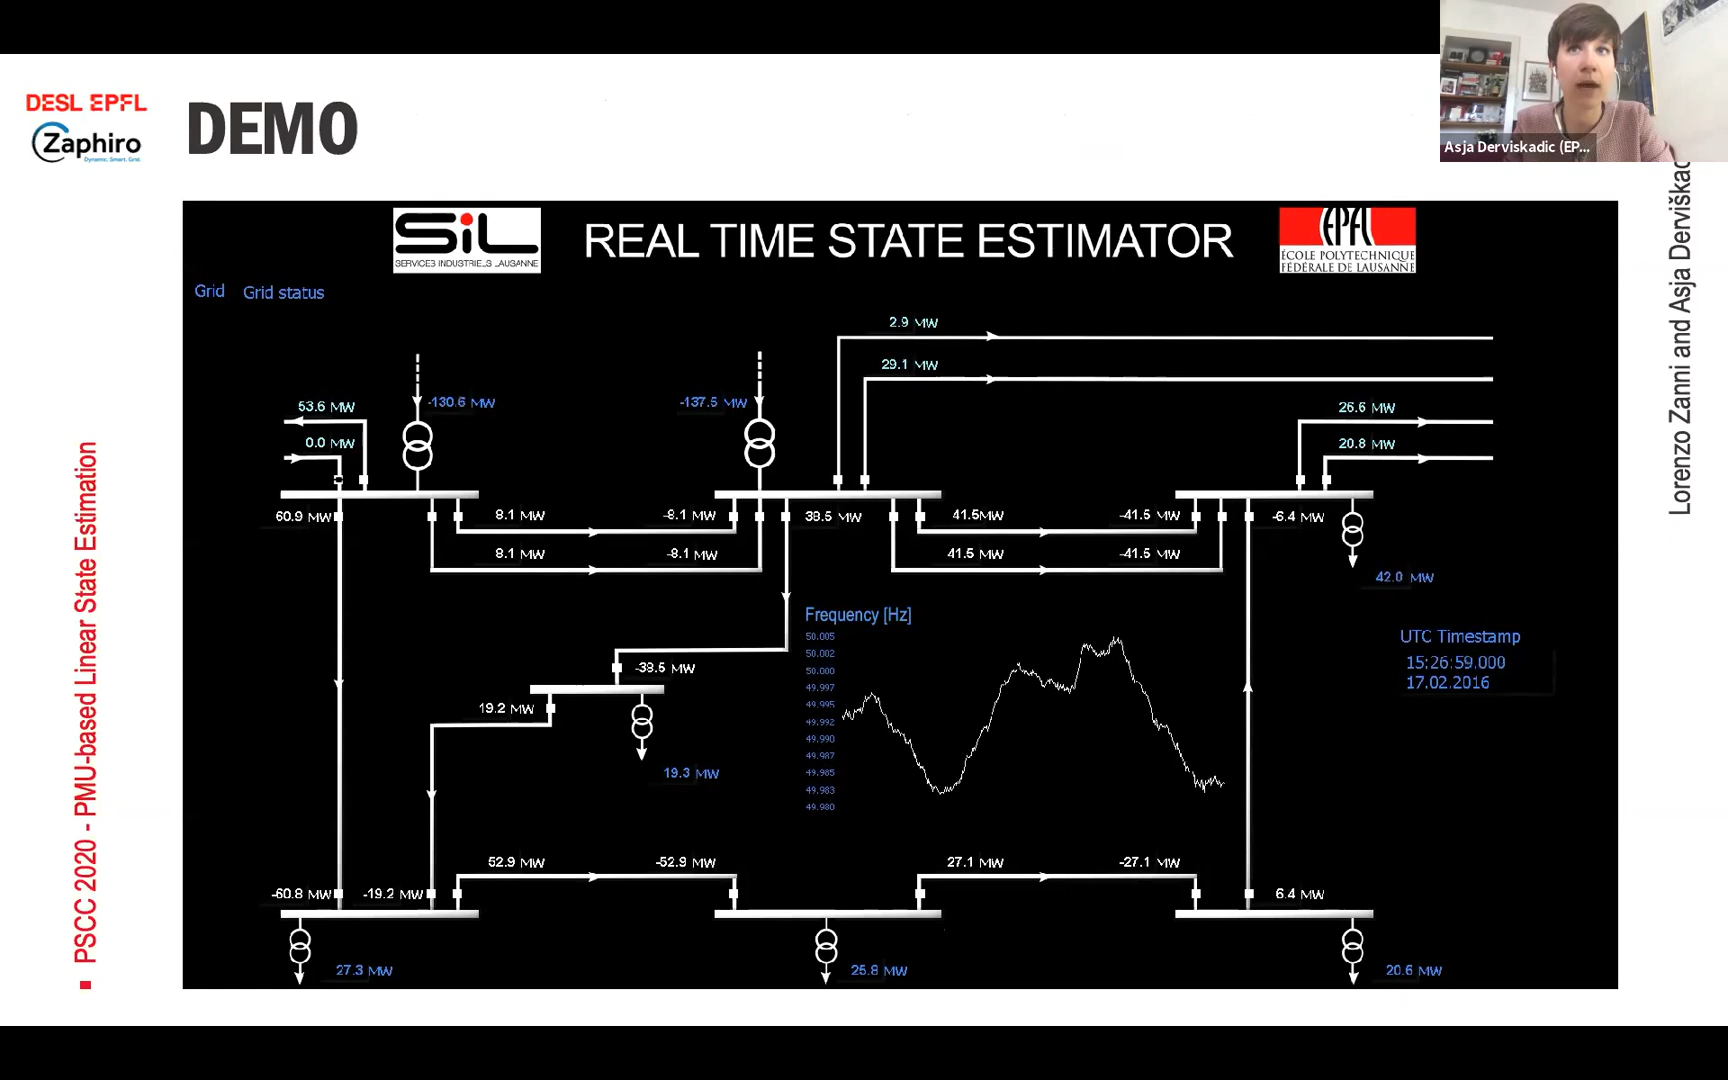 DESL EPFL
Zaphiro
Dynamic. Smart. Grid.
DEMO
Asja Derviskadic (EP...
Lorenzo Zanni and Asja Derviškad
PSCC 2020 - PMU-based Linear State Estimation
SiL
SERVICES INDUSTRIELS LAUSANNE
REAL TIME STATE ESTIMATOR
EPFL
ÉCOLE POLYTECHNIQUE
FÉDÉRALE DE LAUSANNE
Grid
Grid status
2.9 MW
29.1 MW
53.6 MW
-130.6 MW
-137.5 MW
26.6 MW
0.0 MW
20.8 MW
60.9 MW
8.1 MW
-8.1 MW
38.5 MW
41.5MW
-41.5 MW
-6.4 MW
8.1 MW
-8.1 MW
41.5 MW
-41.5 MW
42.0 MW
Frequency [Hz]
50.005
50.002
50.000
49.997
49.995
49.992
49.990
49.987
49.985
49.983
49.980
UTC Timestamp
15:26:59.000
17.02.2016
-38.5 MW
19.2 MW
19.3 MW
52.9 MW
-52.9 MW
27.1 MW
-27.1 MW
-60.8 MW
-19.2 MW
6.4 MW
27.3 MW
25.8 MW
20.6 MW